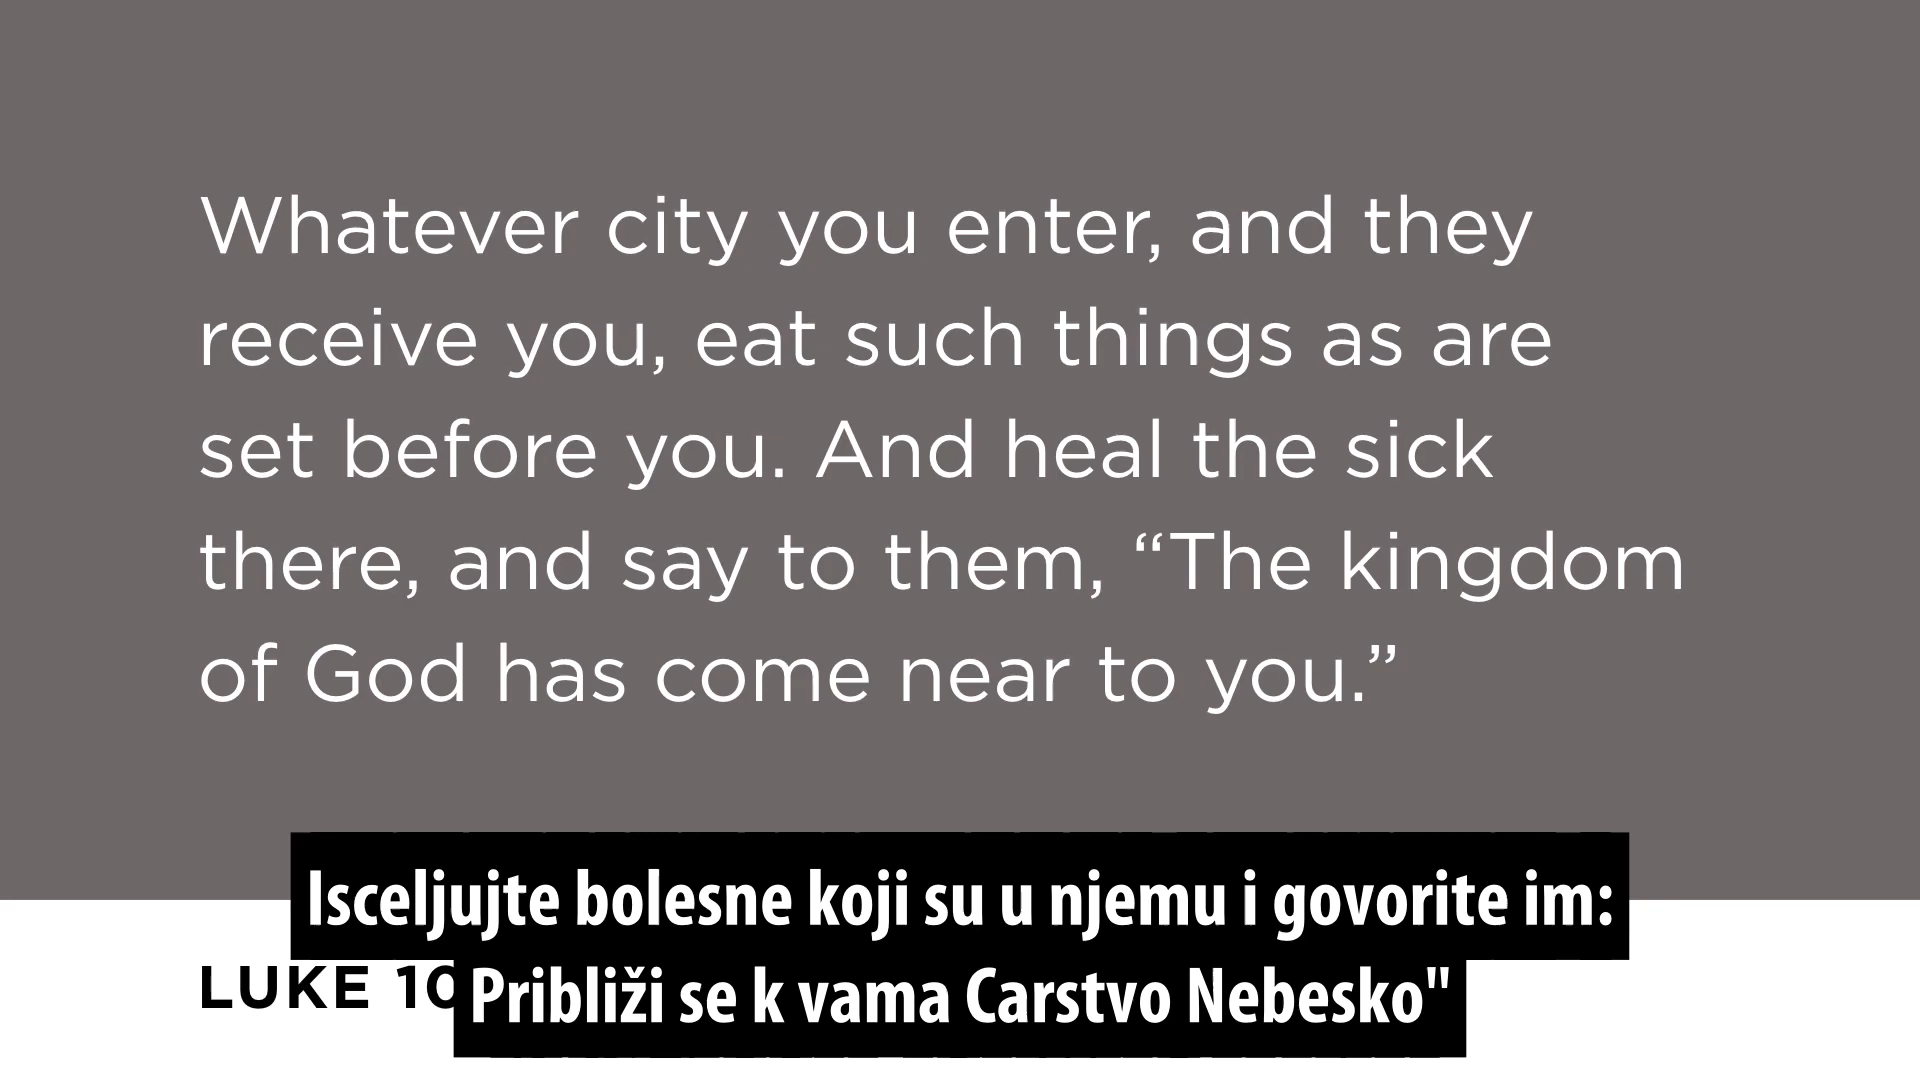 Whatever city you enter, and they
receive you, eat such things as are
set before you. And heal the sick
there, and say to them, “The kingdom
of God has come near to you.”
Isceljujte bolesne koji su u njemu i govorite im:
LUKE
Približi se k vama Carstvo Nebesko"